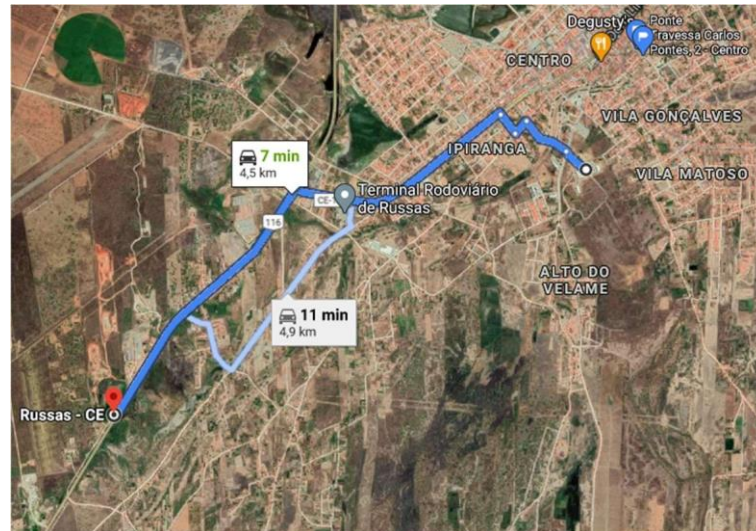 Degusty
Ponte
Travessa Carlos
Pontes, 2 - Centro
CENTRO
VILA GONÇALVES
IPIRANGA
7 min
4,5 km
VILA MATOSO
CE-1
Terminal Rodoviário
de Russas
116
ALTO DO
VELAME
11 min
4,9 km
Russas - CE